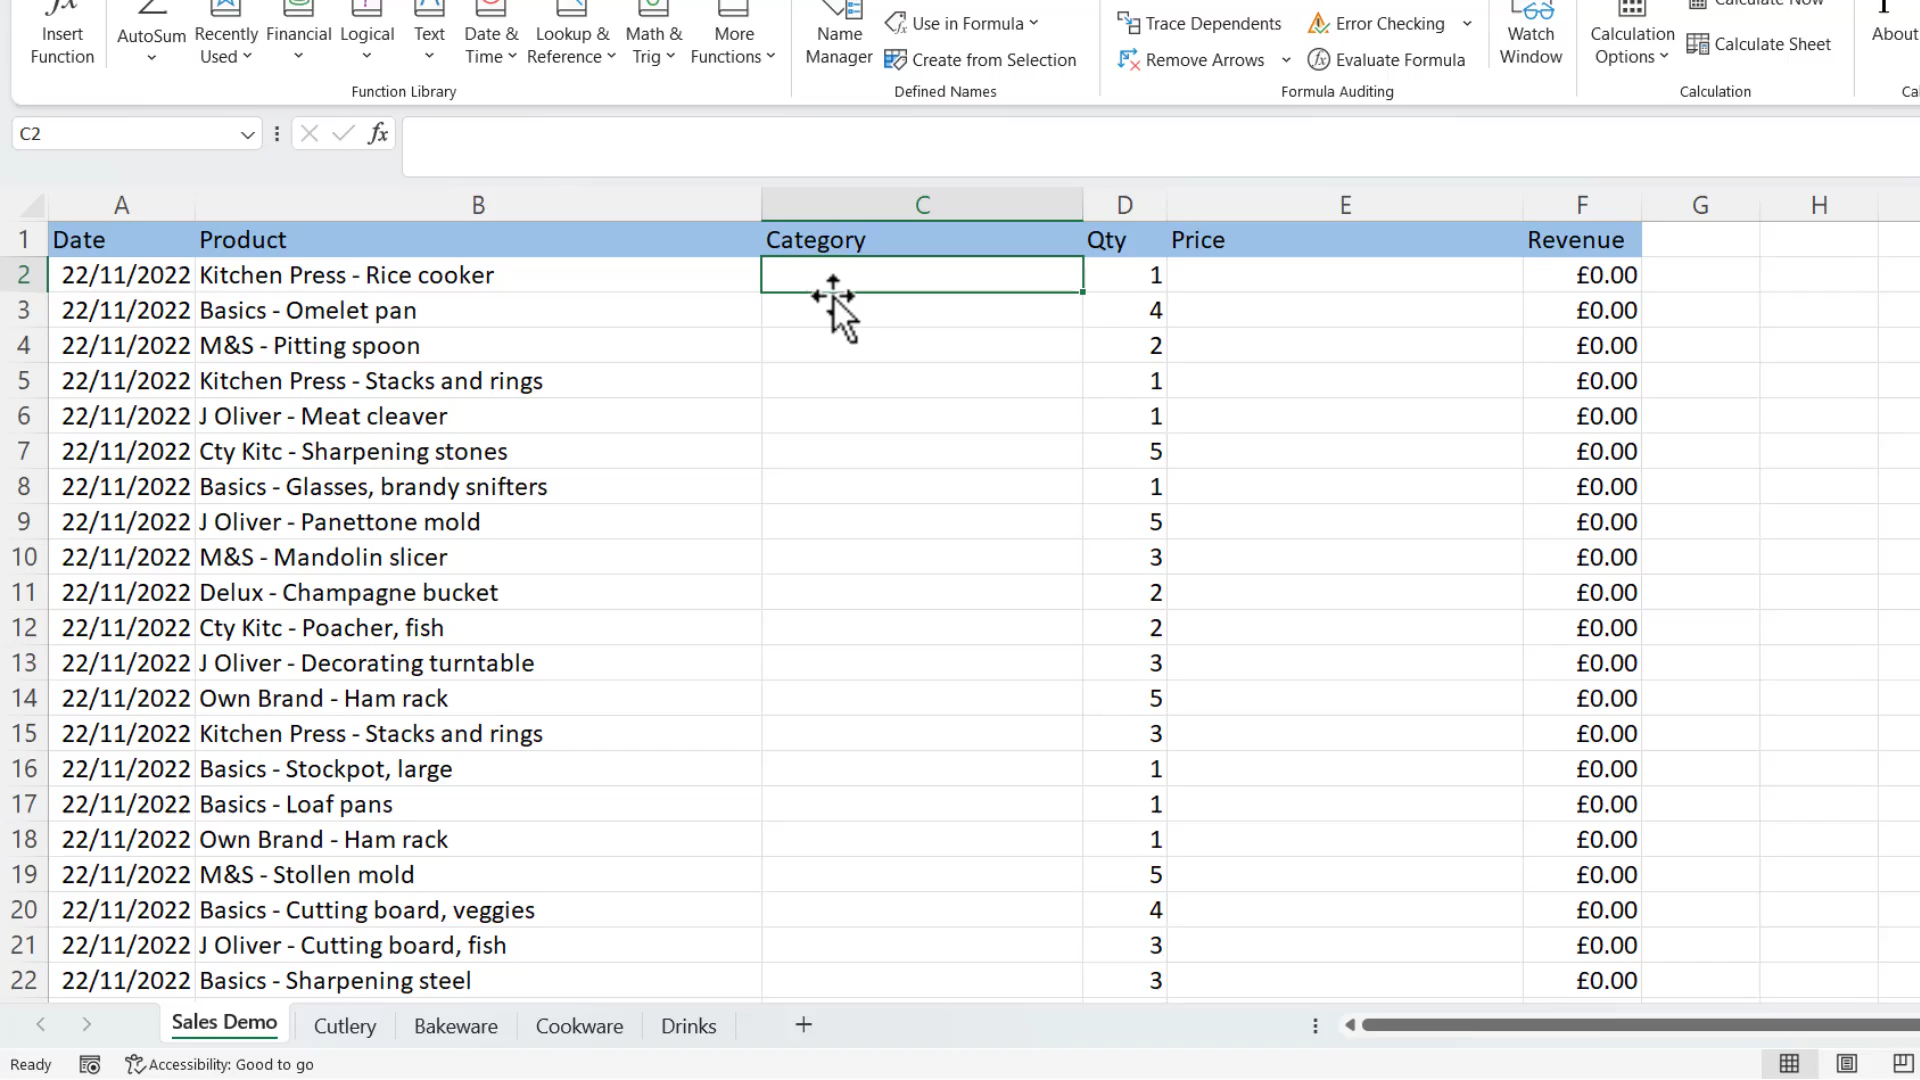 fx
Insert
Function
AutoSum
Recently
Used
Financial
Logical
Text
Date &
Time
Lookup &
Reference
Math &
Trig
More
Functions
Function Library
Name
Manager
Use in Formula
Create from Selection
Defined Names
Trace Dependents
Remove Arrows
Error Checking
Evaluate Formula
Formula Auditing
Watch
Window
Calculation
Options
Calculate Now
Calculate Sheet
Calculation
About
C2
fx
A B C D E F G H
1 Date Product Category Qty Price Revenue
2 22/11/2022 Kitchen Press - Rice cooker 1 £0.00
3 22/11/2022 Basics - Omelet pan 4 £0.00
4 22/11/2022 M&S - Pitting spoon 2 £0.00
5 22/11/2022 Kitchen Press - Stacks and rings 1 £0.00
6 22/11/2022 J Oliver - Meat cleaver 1 £0.00
7 22/11/2022 Cty Kitc - Sharpening stones 5 £0.00
8 22/11/2022 Basics - Glasses, brandy snifters 1 £0.00
9 22/11/2022 J Oliver - Panettone mold 5 £0.00
10 22/11/2022 M&S - Mandolin slicer 3 £0.00
11 22/11/2022 Delux - Champagne bucket 2 £0.00
12 22/11/2022 Cty Kitc - Poacher, fish 2 £0.00
13 22/11/2022 J Oliver - Decorating turntable 3 £0.00
14 22/11/2022 Own Brand - Ham rack 5 £0.00
15 22/11/2022 Kitchen Press - Stacks and rings 3 £0.00
16 22/11/2022 Basics - Stockpot, large 1 £0.00
17 22/11/2022 Basics - Loaf pans 1 £0.00
18 22/11/2022 Own Brand - Ham rack 1 £0.00
19 22/11/2022 M&S - Stollen mold 5 £0.00
20 22/11/2022 Basics - Cutting board, veggies 4 £0.00
21 22/11/2022 J Oliver - Cutting board, fish 3 £0.00
22 22/11/2022 Basics - Sharpening steel 3 £0.00
Sales Demo Cutlery Bakeware Cookware Drinks
Ready Accessibility: Good to go